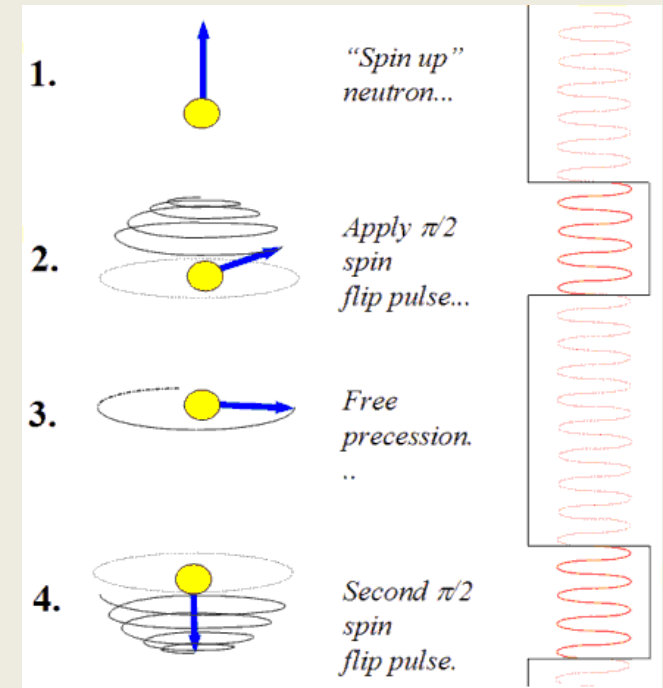 1.
“Spin up”
neutron...
2.
Apply π/2
spin
flip pulse...
3.
Free
precession.
..
4.
Second π/2
spin
flip pulse.